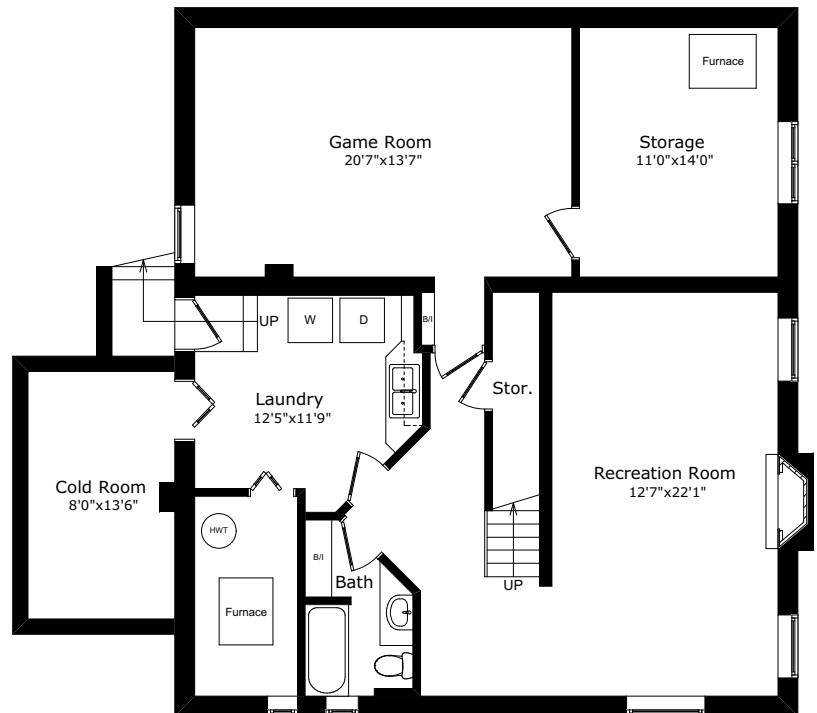 Furnace
Game Room
20'7"x13'7"
Storage
11'0"x14'0"
UP
W
D
B/I
Stor.
Laundry
12'5"x11'9"
Recreation Room
12'7"x22'1"
Cold Room
8'0"x13'6"
HWT
B/I
Bath
UP
Furnace